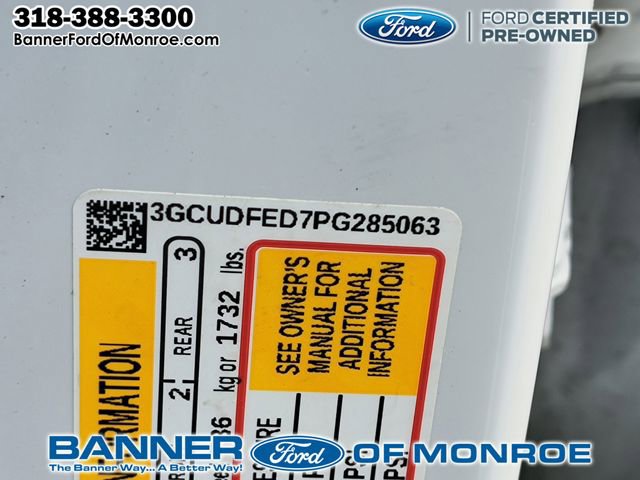 318-388-3300
BannerFordOfMonroe.com
Ford
FORD CERTIFIED
PRE-OWNED
3GCUDFED7PG285063
REAR 3
2
kg or 1732 lbs.
SEE OWNER'S
MANUAL FOR
ADDITIONAL
INFORMATION
BANNER Ford OF MONROE
The Banner Way... A Better Way!